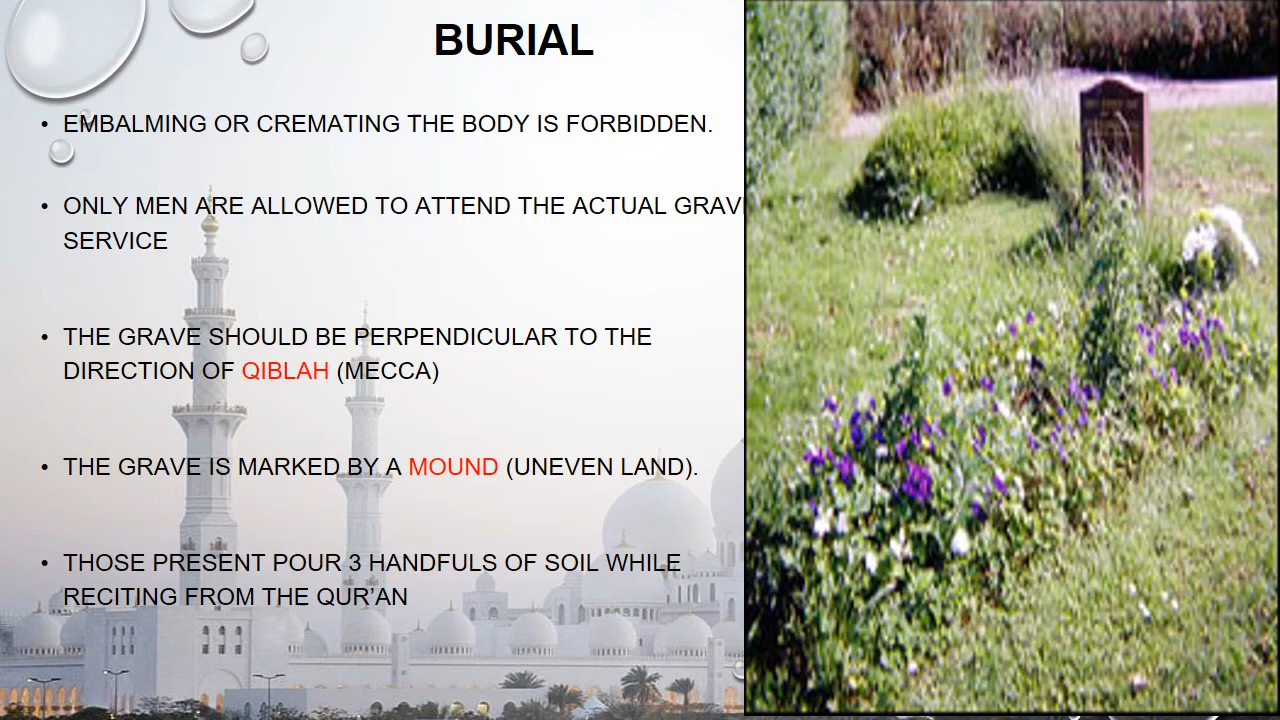 BURIAL
• EMBALMING OR CREMATING THE BODY IS FORBIDDEN.
• ONLY MEN ARE ALLOWED TO ATTEND THE ACTUAL GRAV
SERVICE
• THE GRAVE SHOULD BE PERPENDICULAR TO THE
DIRECTION OF QIBLAH (MECCA)
• THE GRAVE IS MARKED BY A MOUND (UNEVEN LAND).
• THOSE PRESENT POUR 3 HANDFULS OF SOIL WHILE
RECITING FROM THE QUR’AN